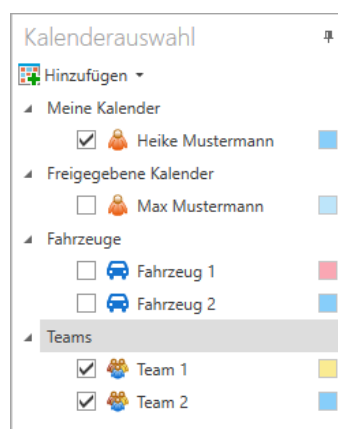 Kalenderauswahl
Hinzufügen
Meine Kalender
Heike Mustermann
Freigegebene Kalender
Max Mustermann
Fahrzeuge
Fahrzeug 1
Fahrzeug 2
Teams
Team 1
Team 2